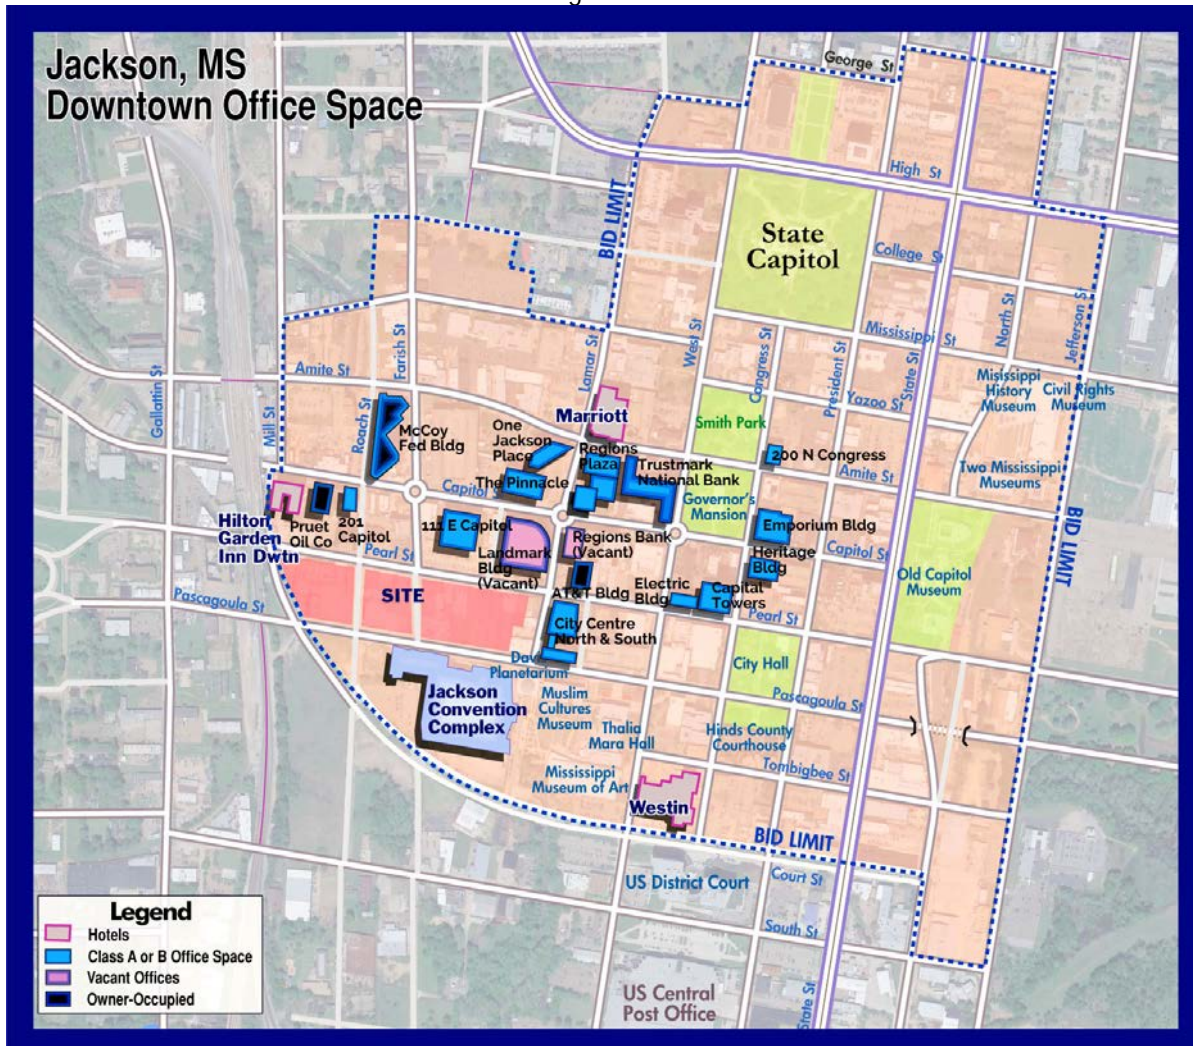 Jackson, MS
Downtown Office Space
George St
High St
BID LIMIT
State
Capitol
College St
Mississippi St
North St
Jefferson St
Farish St
Amite St
Gallattin St
Mill St
Roach St
Lamar St
West St
Congress St
President St
State St
Yazoo St
Missisippi
History
Museum
Civil Rights
Museum
Two Mississippi
Museums
Marriott
Smith Park
McCoy
Fed Bldg
One
Jackson
Place
Regions
Plaza
Trustmark
National Bank
200 N Congress
Amite St
The Pinnacle
Capitol S
Governor's
Mansion
Hilton
Garden
Inn Dwtn
Pruet
Oil Co
201
Capitol
111 E Capitol
Landmark
Bldg
(Vacant)
Regions Bank
(Vacant)
Emporium Bldg
Heritage
Bldg
Capitol St
BID LIMIT
Pearl St
Pascagoula St
SITE
AT&T Bldg
Electric
Bldg
Capital
Towers
Pearl St
Old Capitol
Museum
City Centre
North & South
Dav
Planetarium
City Hall
Pascagoula St
Jackson
Convention
Complex
Muslim
Cultures
Museum
Thalia
Mara Hall
Hinds County
Courthouse
Tombigbee St
Mississippi
Museum of Art
Westin
BID LIMIT
US District Court
Court St
South St
US Central
Post Office
State St
Legend
Hotels
Class A or B Office Space
Vacant Offices
Owner-Occupied